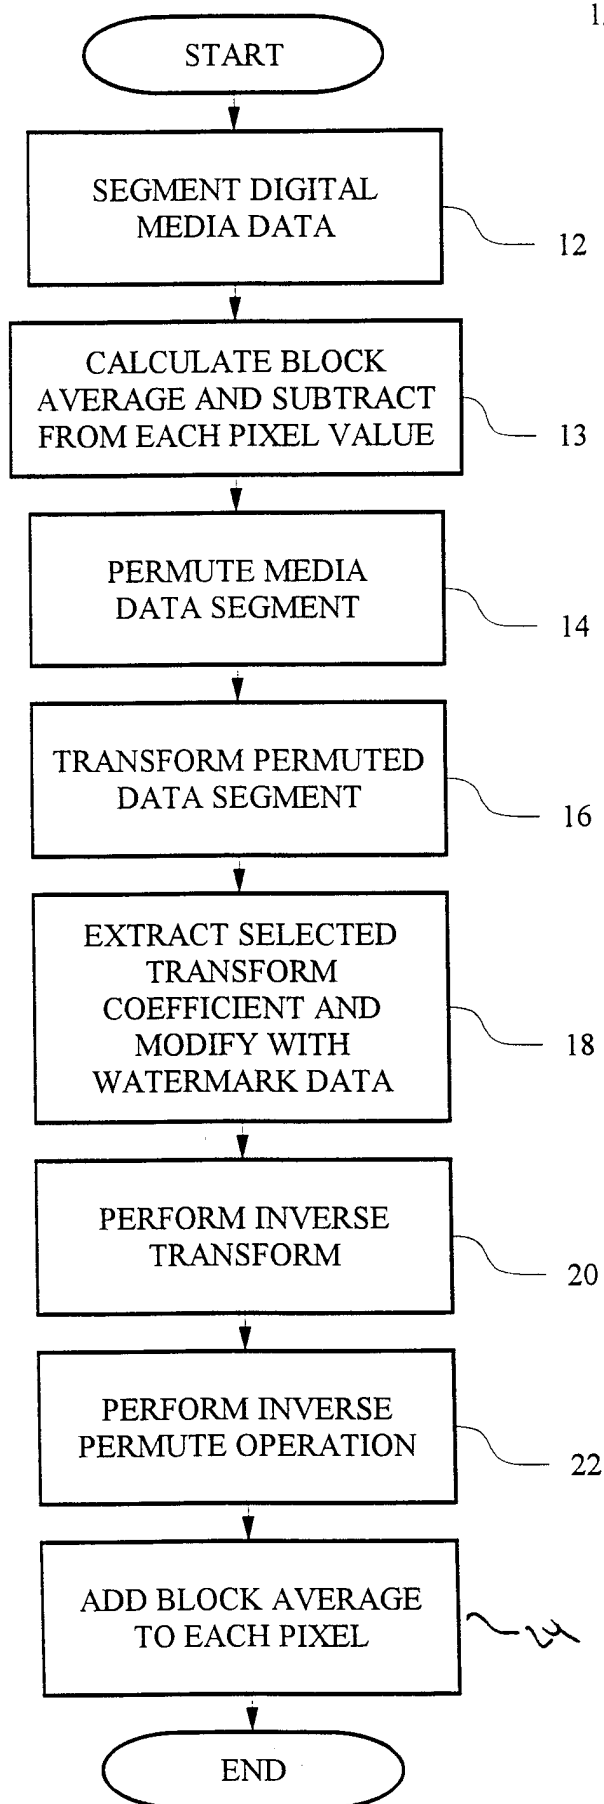 START
SEGMENT DIGITAL
MEDIA DATA
12
CALCULATE BLOCK
AVERAGE AND SUBTRACT
FROM EACH PIXEL VALUE
13
PERMUTE MEDIA
DATA SEGMENT
14
TRANSFORM PERMUTED
DATA SEGMENT
16
EXTRACT SELECTED
TRANSFORM
COEFFICIENT AND
MODIFY WITH
WATERMARK DATA
18
PERFORM INVERSE
TRANSFORM
20
PERFORM INVERSE
PERMUTE OPERATION
22
ADD BLOCK AVERAGE
TO EACH PIXEL
24
END